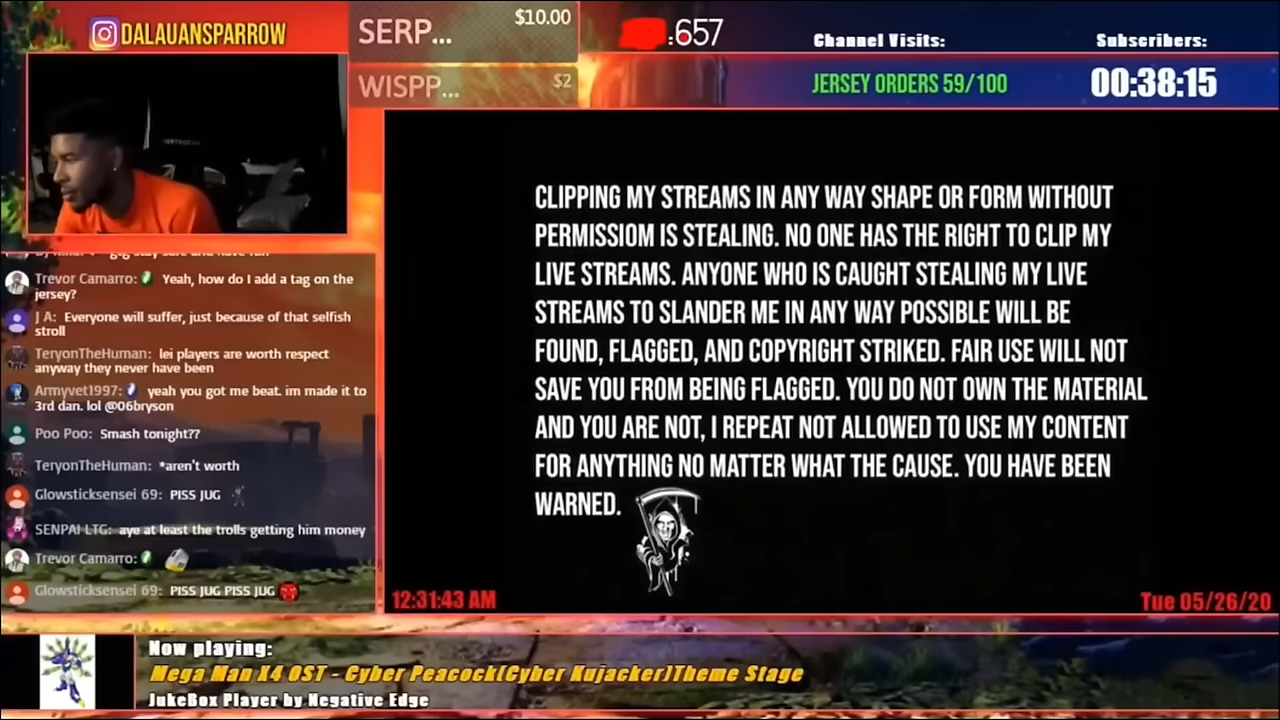 DALAUANSPARROW
SERP...
$10.00
WISPP...
$2
:657
Channel Visits:
Subscribers:
JERSEY ORDERS 59/100
00:38:15
CLIPPING MY STREAMS IN ANY WAY SHAPE OR FORM WITHOUT
PERMISSIOM IS STEALING. NO ONE HAS THE RIGHT TO CLIP MY
LIVE STREAMS. ANYONE WHO IS CAUGHT STEALING MY LIVE
STREAMS TO SLANDER ME IN ANY WAY POSSIBLE WILL BE
FOUND, FLAGGED, AND COPYRIGHT STRIKED. FAIR USE WILL NOT
SAVE YOU FROM BEING FLAGGED. YOU DO NOT OWN THE MATERIAL
AND YOU ARE NOT, I REPEAT NOT ALLOWED TO USE MY CONTENT
FOR ANYTHING NO MATTER WHAT THE CAUSE. YOU HAVE BEEN
WARNED.
Trevor Camarro: Yeah, how do I add a tag on the
jersey?
J A: Everyone will suffer, just because of that selfish
stroll
TeryonTheHuman: lei players are worth respect
anyway they never have been
Armyvet1997: yeah you got me beat. im made it to
3rd dan. lol @06bryson
Poo Poo: Smash tonight??
TeryonTheHuman: *aren't worth
Glowsticksensei 69: PISS JUG
SENPAI LTG: aye at least the trolls getting him money
Trevor Camarro:
Glowsticksensei 69: PISS JUG PISS JUG
12:31:43 AM
Tue 05/26/20
Now playing:
Mega Man X4 OST - Cyber Peacock(Cyber Kujacker)Theme Stage
JukeBox Player by Negative Edge